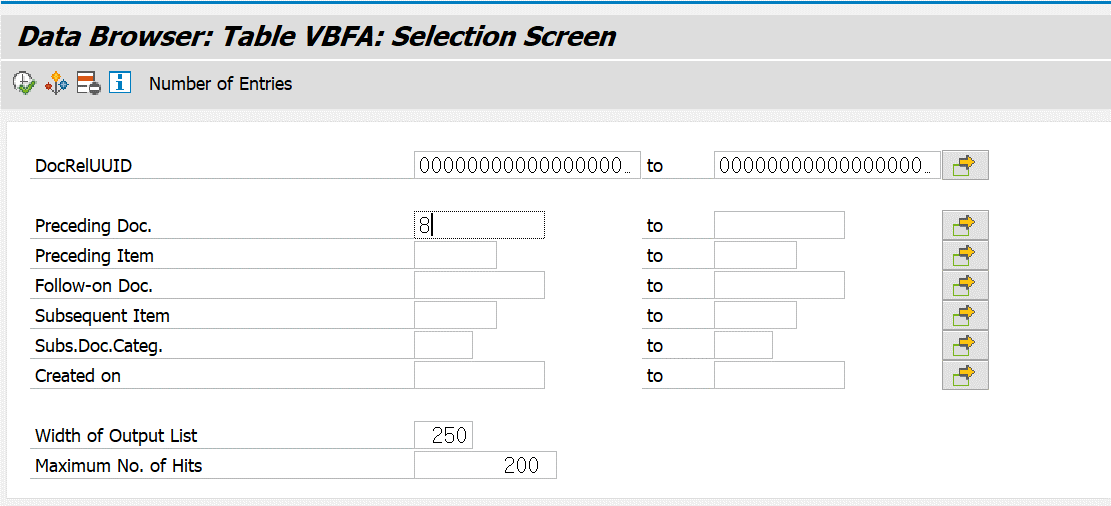 Data Browser: Table VBFA: Selection Screen
Number of Entries
DocRelUUID 00000000000000000… to 00000000000000000…
Preceding Doc. 8 to
Preceding Item to
Follow-on Doc. to
Subsequent Item to
Subs.Doc.Categ. to
Created on to
Width of Output List 250
Maximum No. of Hits 200